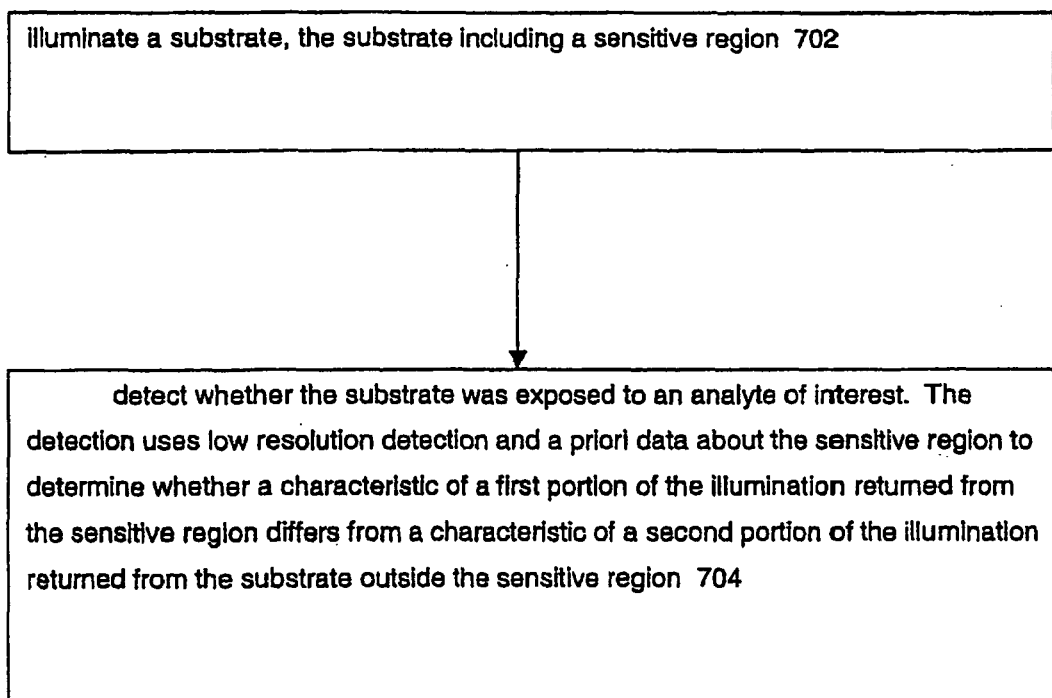 illuminate a substrate, the substrate including a sensitive region 702
detect whether the substrate was exposed to an analyte of interest. The
detection uses low resolution detection and a priori data about the sensitive region to
determine whether a characteristic of a first portion of the illumination returned from
the sensitive region differs from a characteristic of a second portion of the illumination
returned from the substrate outside the sensitive region 704